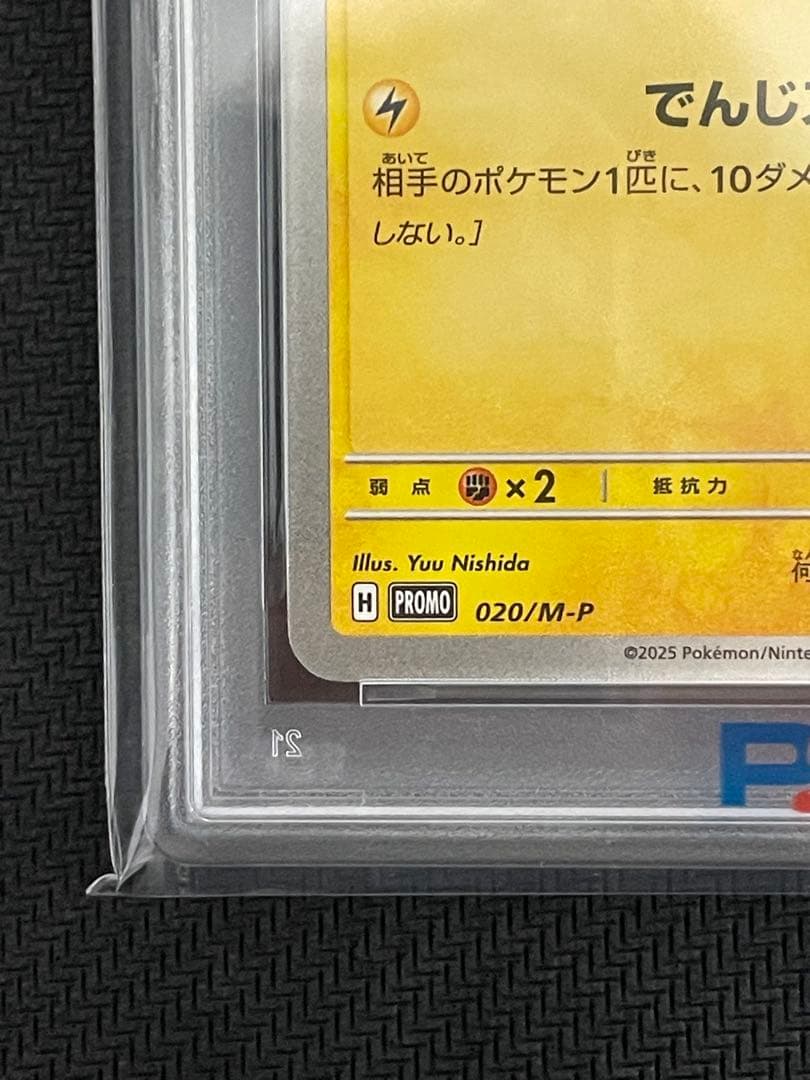 でんじ
あいて びき
相手のポケモン1匹に、10ダメ
しない。]
弱点 ×2 抵抗力
Illus. Yuu Nishida
H PROMO 020/M-P
©2025 Pokémon/Ninte
21